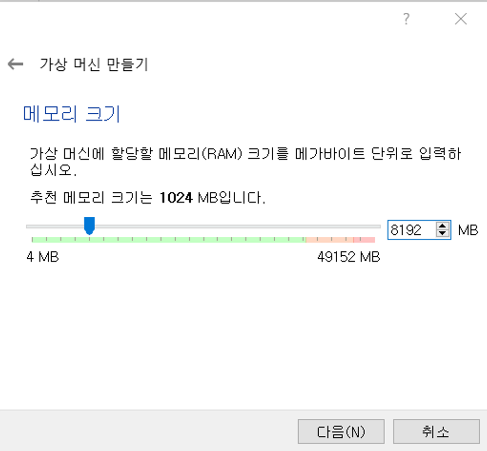 ?
가상 머신 만들기
메모리 크기
가상 머신에 할당할 메모리(RAM) 크기를 메가바이트 단위로 입력하
십시오.
추천 메모리 크기는 1024 MB입니다.
8192 MB
4 MB 49152 MB
다음(N) 취소